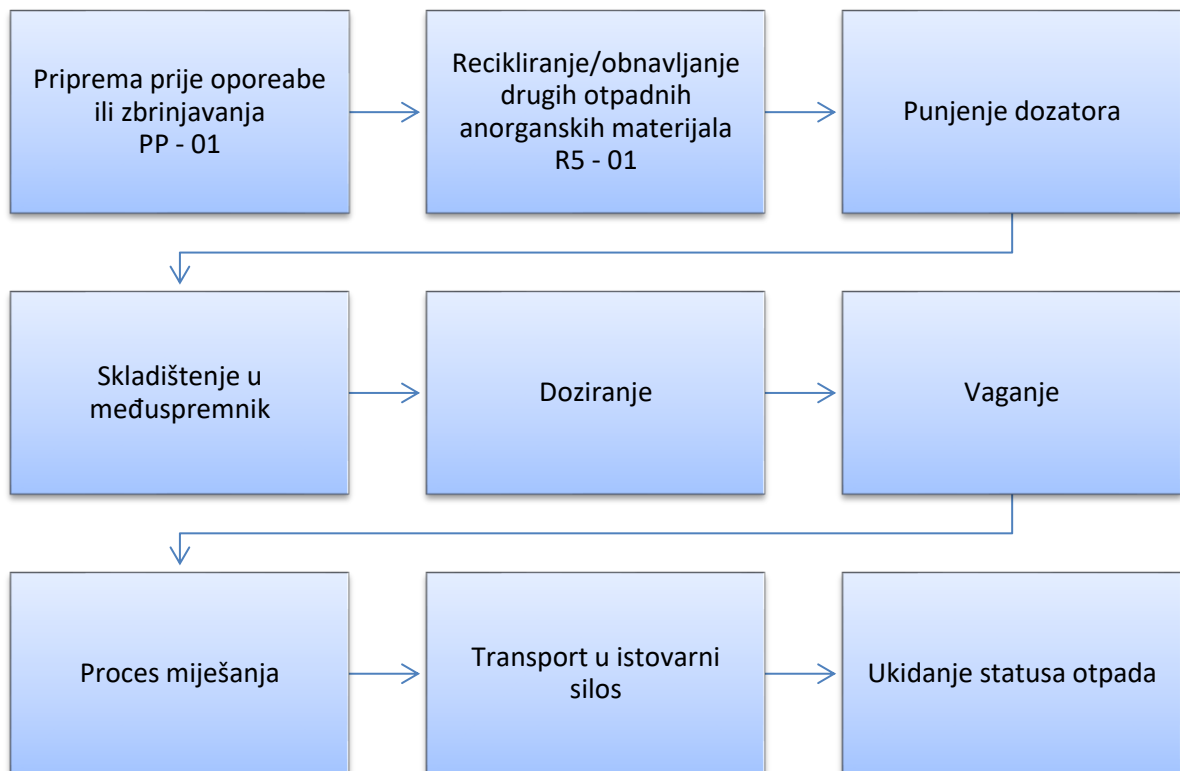 Priprema prije oporeabe
ili zbrinjavanja
PP - 01
Recikliranje/obnavljanje
drugih otpadnih
anorganskih materijala
R5 - 01
Punjenje dozatora
Skladištenje u
međuspremnik
Doziranje
Vaganje
Proces miješanja
Transport u istovarni
silos
Ukidanje statusa otpada